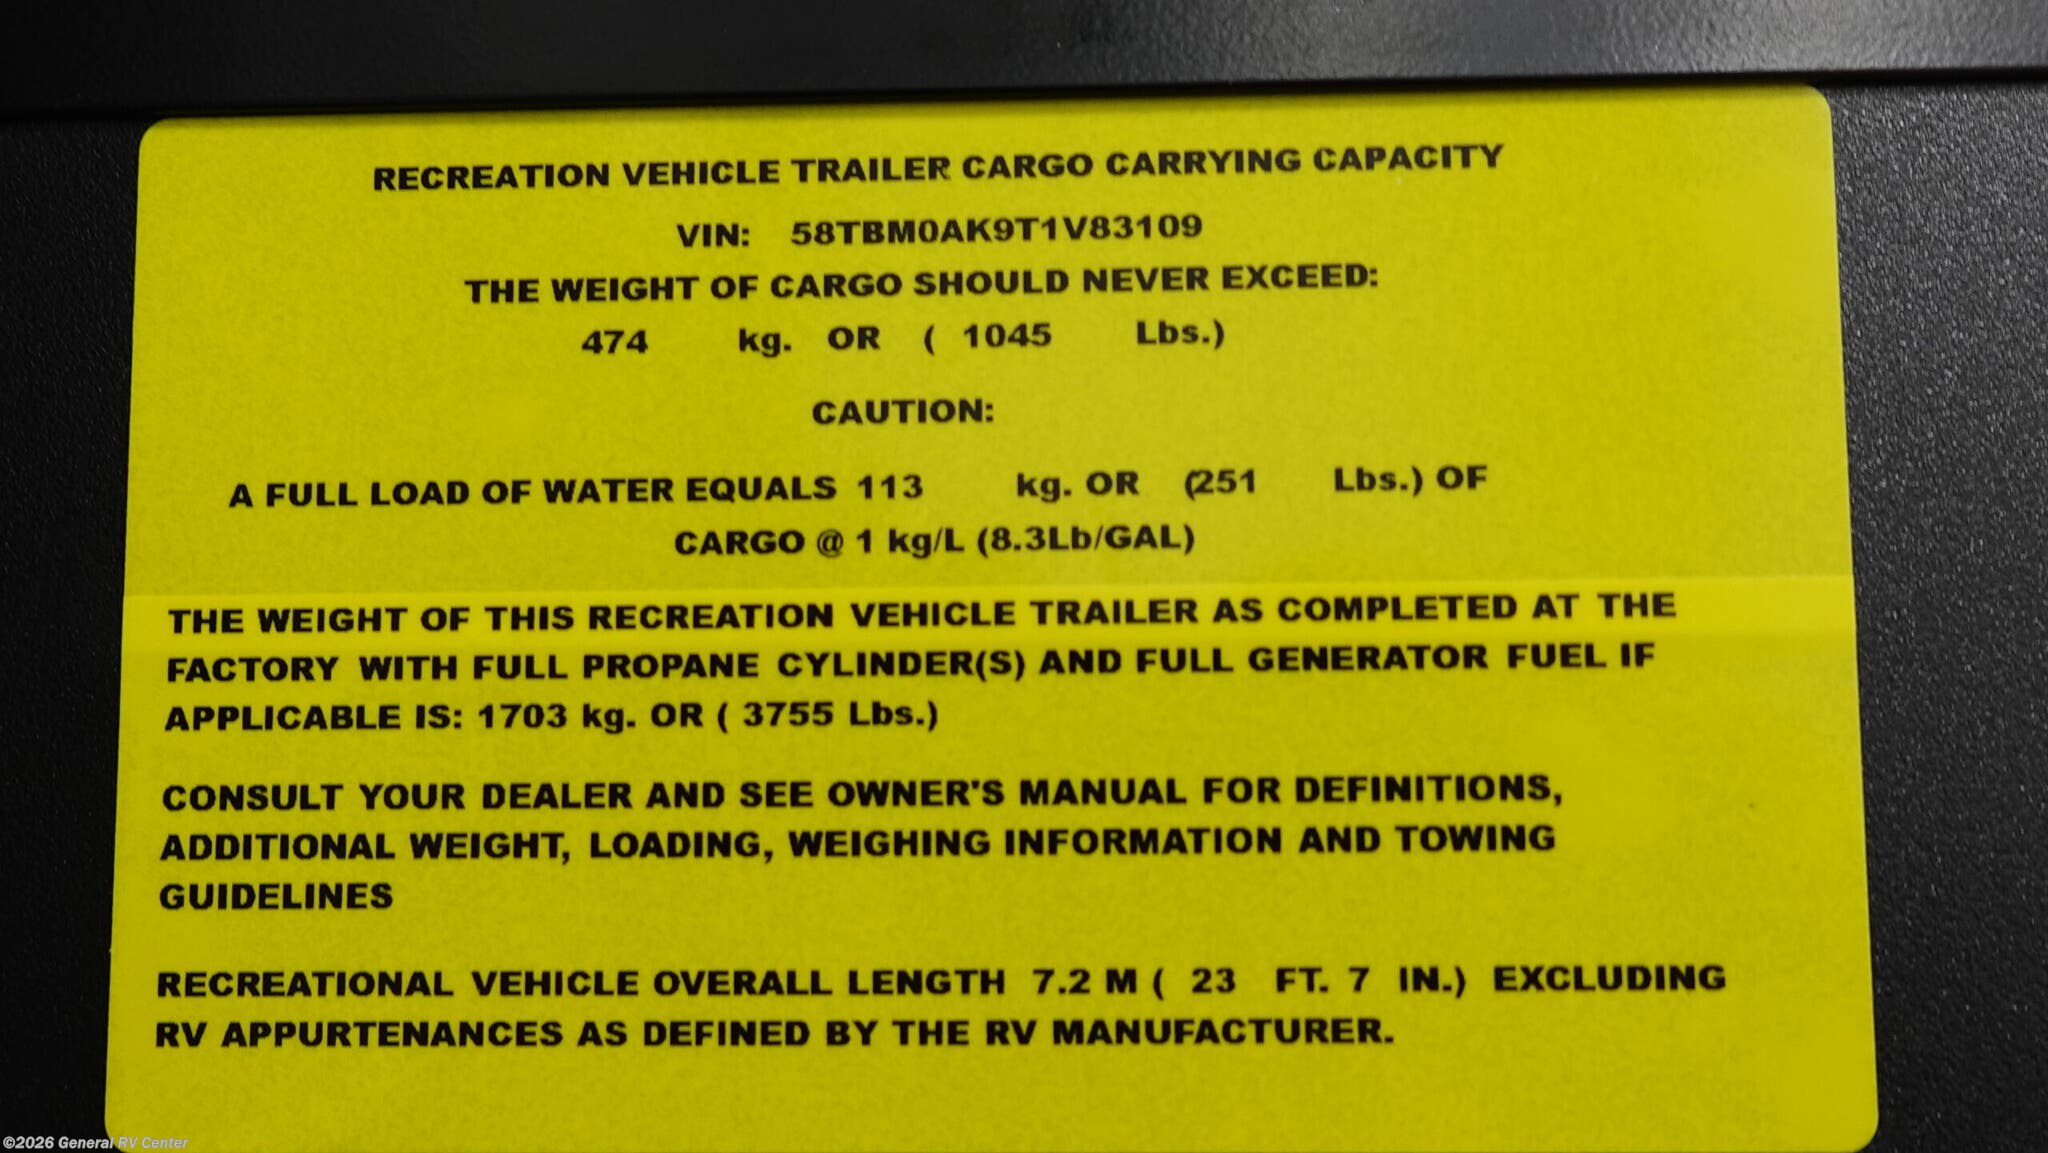 RECREATION VEHICLE TRAILER CARGO CARRYING CAPACITY
VIN: 58TBM0AK9T1V83109
THE WEIGHT OF CARGO SHOULD NEVER EXCEED:
474 kg. OR ( 1045 Lbs.)
CAUTION:
A FULL LOAD OF WATER EQUALS 113 kg. OR (251 Lbs.) OF
CARGO @ 1 kg/L (8.3Lb/GAL)
THE WEIGHT OF THIS RECREATION VEHICLE TRAILER AS COMPLETED AT THE
FACTORY WITH FULL PROPANE CYLINDER(S) AND FULL GENERATOR FUEL IF
APPLICABLE IS: 1703 kg. OR ( 3755 Lbs.)
CONSULT YOUR DEALER AND SEE OWNER'S MANUAL FOR DEFINITIONS,
ADDITIONAL WEIGHT, LOADING, WEIGHING INFORMATION AND TOWING
GUIDELINES
RECREATIONAL VEHICLE OVERALL LENGTH 7.2 M ( 23 FT. 7 IN.) EXCLUDING
RV APPURTENANCES AS DEFINED BY THE RV MANUFACTURER.
©2026 General RV Center